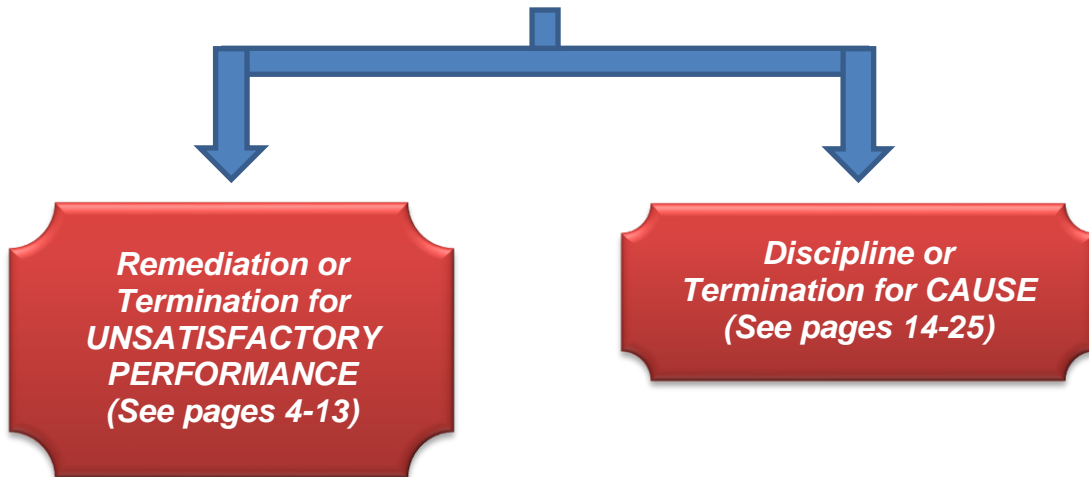 Remediation or
Termination for
UNSATISFACTORY
PERFORMANCE
(See pages 4-13)
Discipline or
Termination for CAUSE
(See pages 14-25)